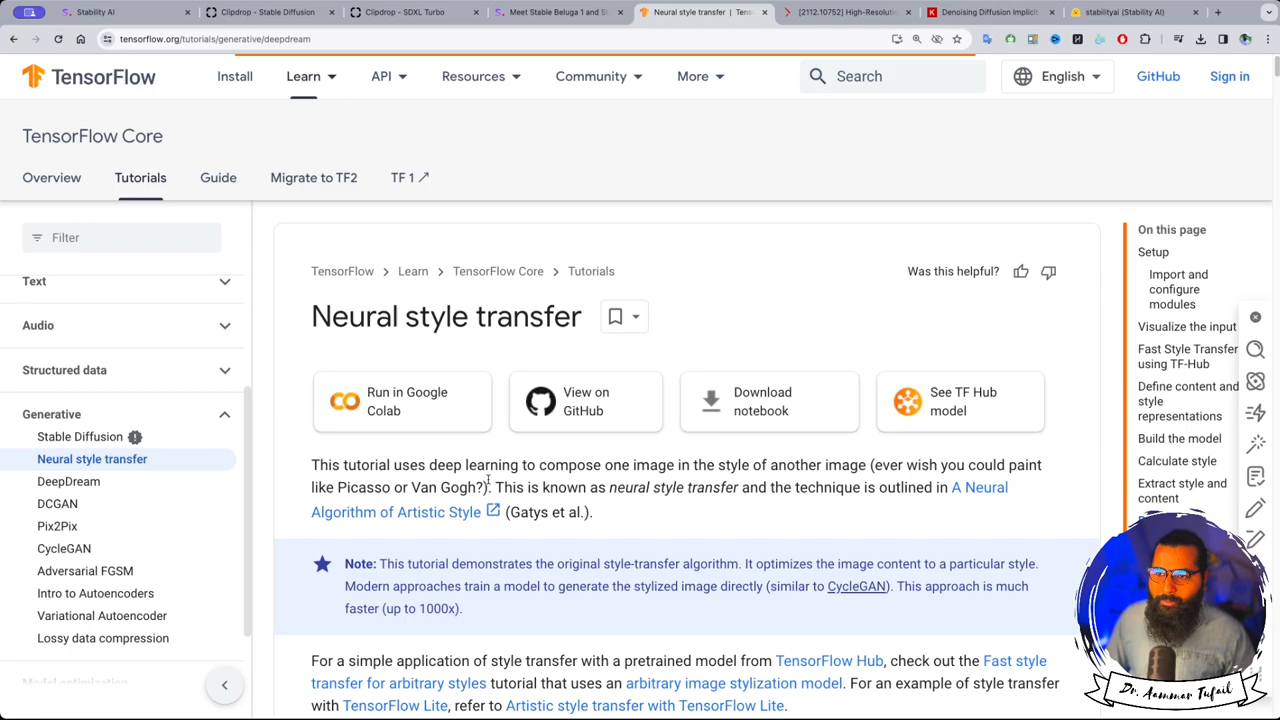 Stability AI
Clipdrop - Stable Diffusion
Clipdrop - SDXL Turbo
Meet Stable Beluga 1 and St
Neural style transfer | Tens
[2112.10752] High-Resoluti
Denoising Diffusion Implicit
stabilityai (Stability AI)
tensorflow.org/tutorials/generative/deepdream
TensorFlow
Install
Learn
API
Resources
Community
More
Search
English
GitHub
Sign in
TensorFlow Core
Overview
Tutorials
Guide
Migrate to TF2
TF 1
Filter
Text
Audio
Structured data
Generative
Stable Diffusion
Neural style transfer
DeepDream
DCGAN
Pix2Pix
CycleGAN
Adversarial FGSM
Intro to Autoencoders
Variational Autoencoder
Lossy data compression
Model optimization
TensorFlow > Learn > TensorFlow Core > Tutorials
Was this helpful?
Neural style transfer
Run in Google
Colab
View on
GitHub
Download
notebook
See TF Hub
model
This tutorial uses deep learning to compose one image in the style of another image (ever wish you could paint
like Picasso or Van Gogh?). This is known as neural style transfer and the technique is outlined in A Neural
Algorithm of Artistic Style (Gatys et al.).
Note: This tutorial demonstrates the original style-transfer algorithm. It optimizes the image content to a particular style.
Modern approaches train a model to generate the stylized image directly (similar to CycleGAN). This approach is much
faster (up to 1000x).
For a simple application of style transfer with a pretrained model from TensorFlow Hub, check out the Fast style
transfer for arbitrary styles tutorial that uses an arbitrary image stylization model. For an example of style transfer
with TensorFlow Lite, refer to Artistic style transfer with TensorFlow Lite.
On this page
Setup
Import and
configure
modules
Visualize the input
Fast Style Transfer
using TF-Hub
Define content and
style
representations
Build the model
Calculate style
Extract style and
content
Dr. Aammar Tufail